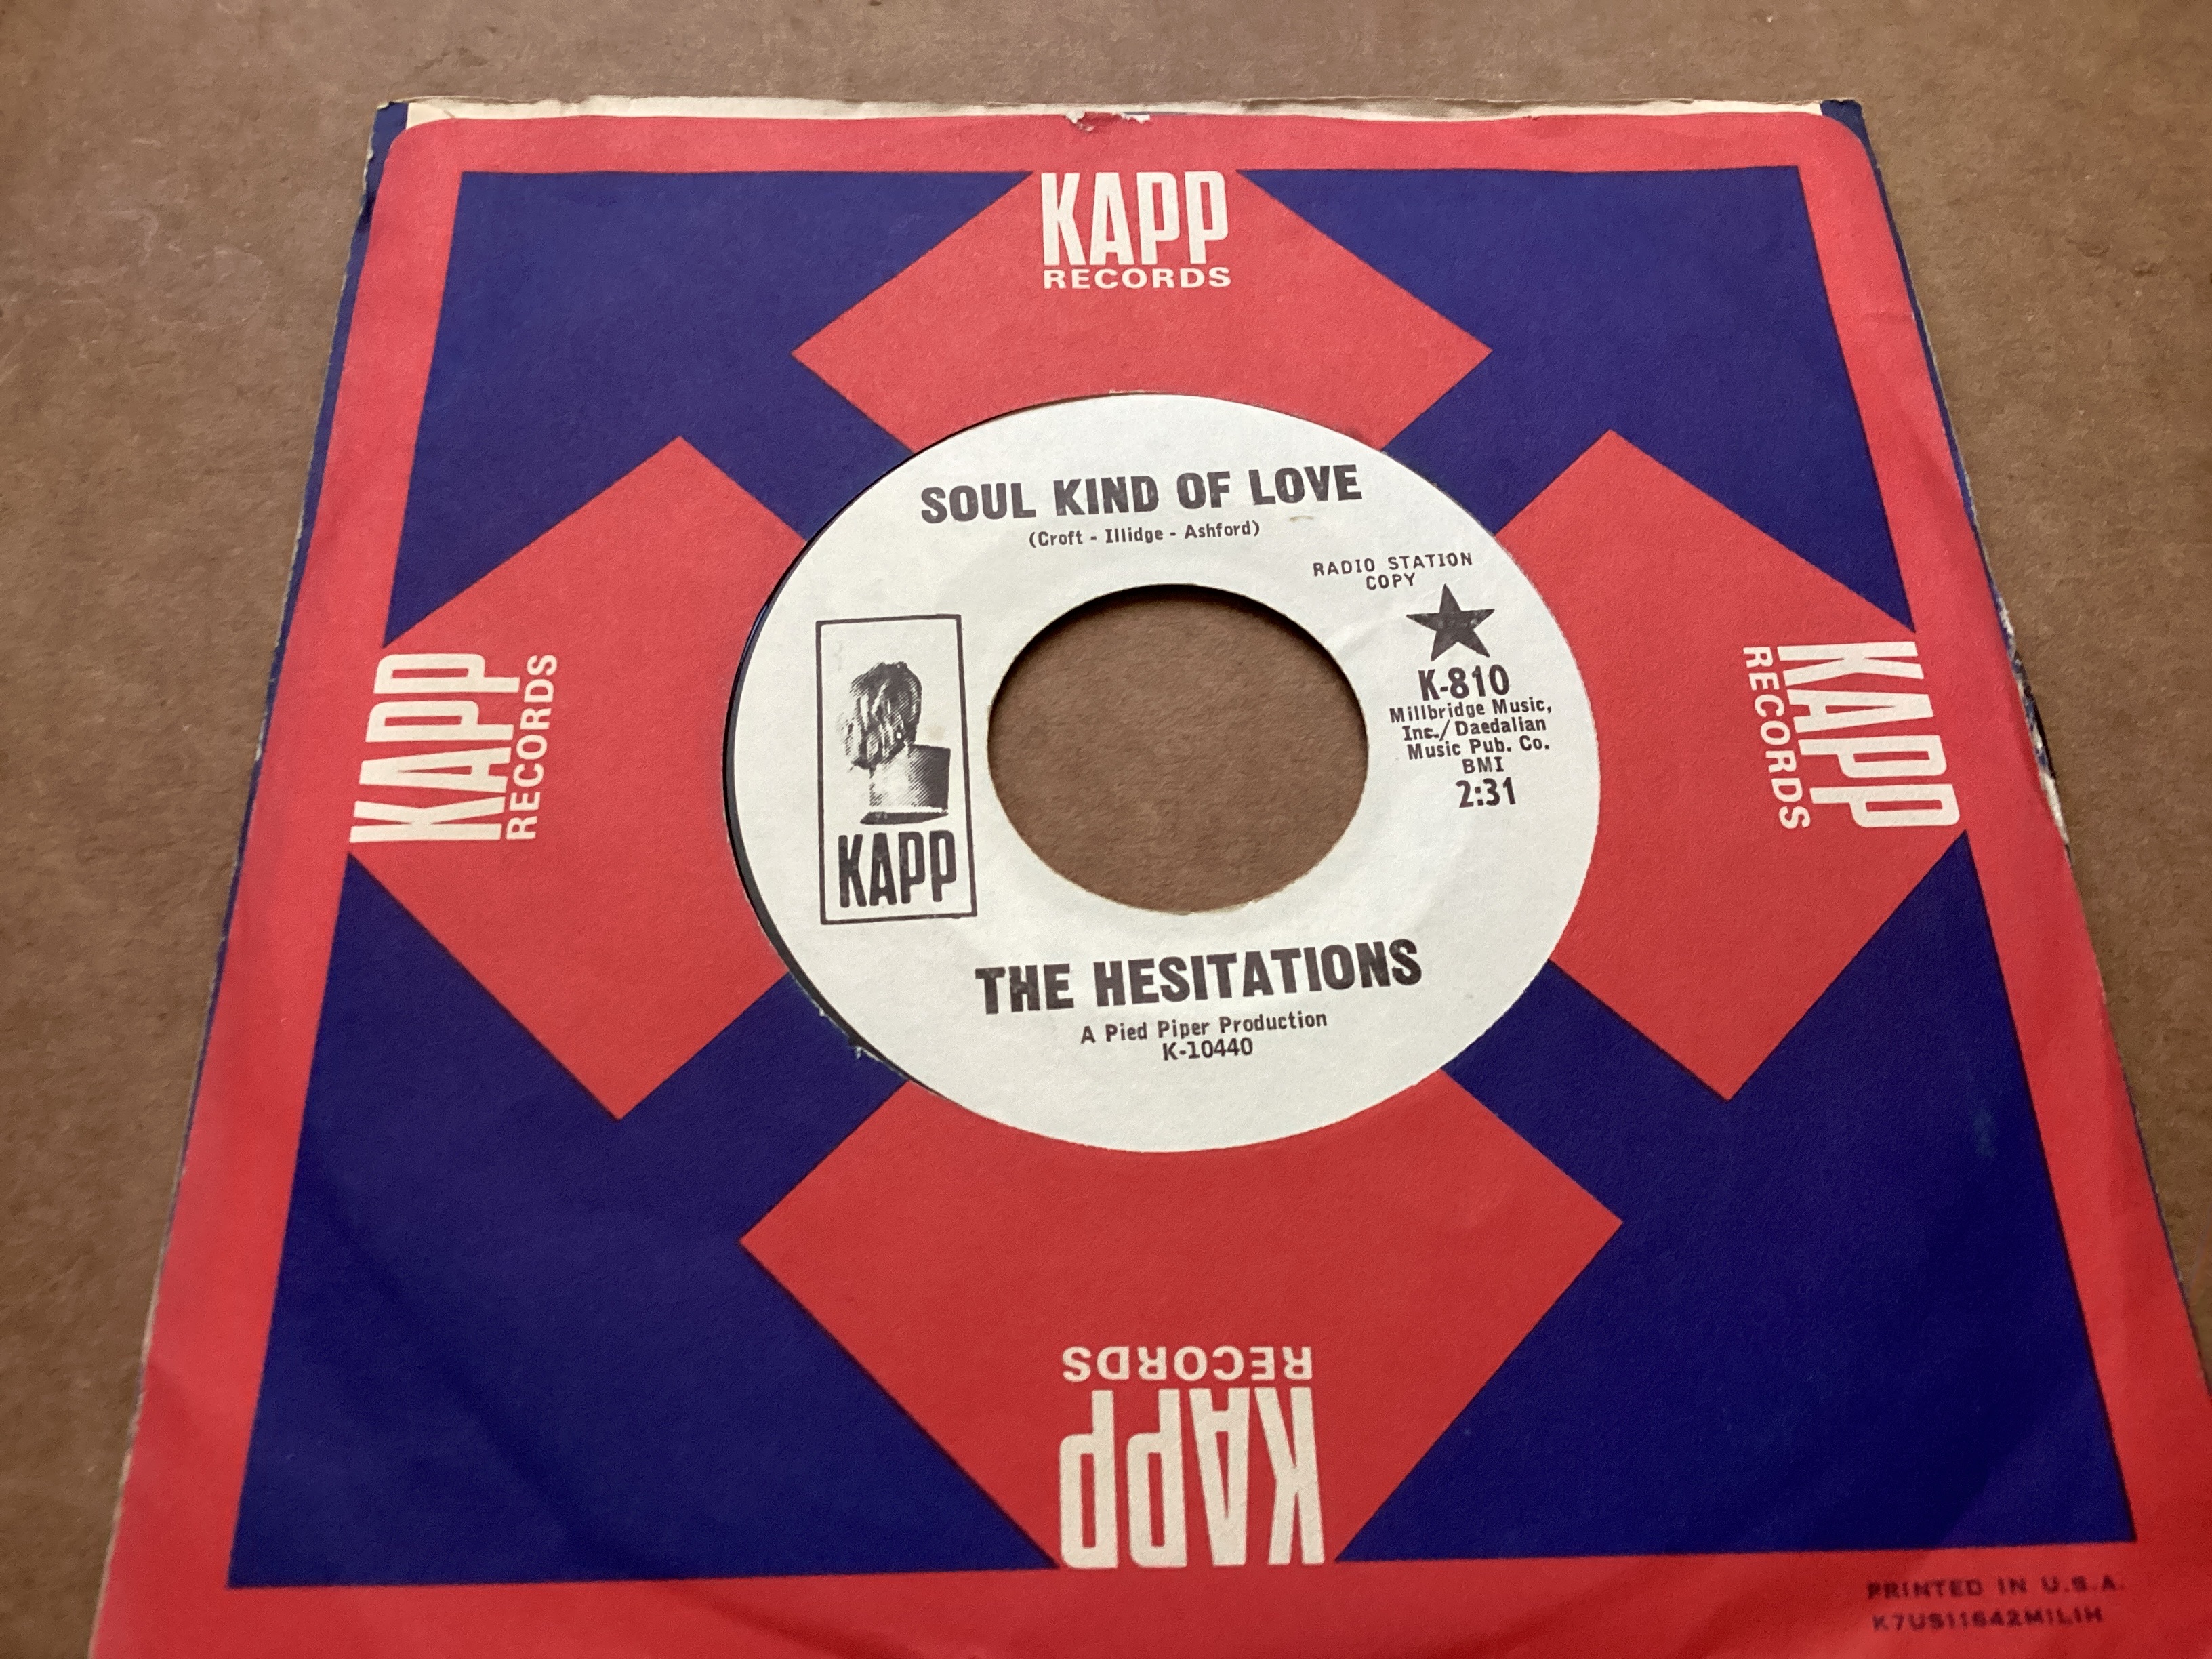 KAPP
RECORDS
SOUL KIND OF LOVE
(Croft - Illidge - Ashford)
RADIO STATION
COPY
K-810
Millbridge Music,
Inc./Daedalian
Music Pub. Co.
BMI
2:31
KAPP
THE HESITATIONS
A Pied Piper Production
K-10440
KAPP
RECORDS
KAPP
RECORDS
KAPP
RECORDS
PRINTED IN U.S.A.